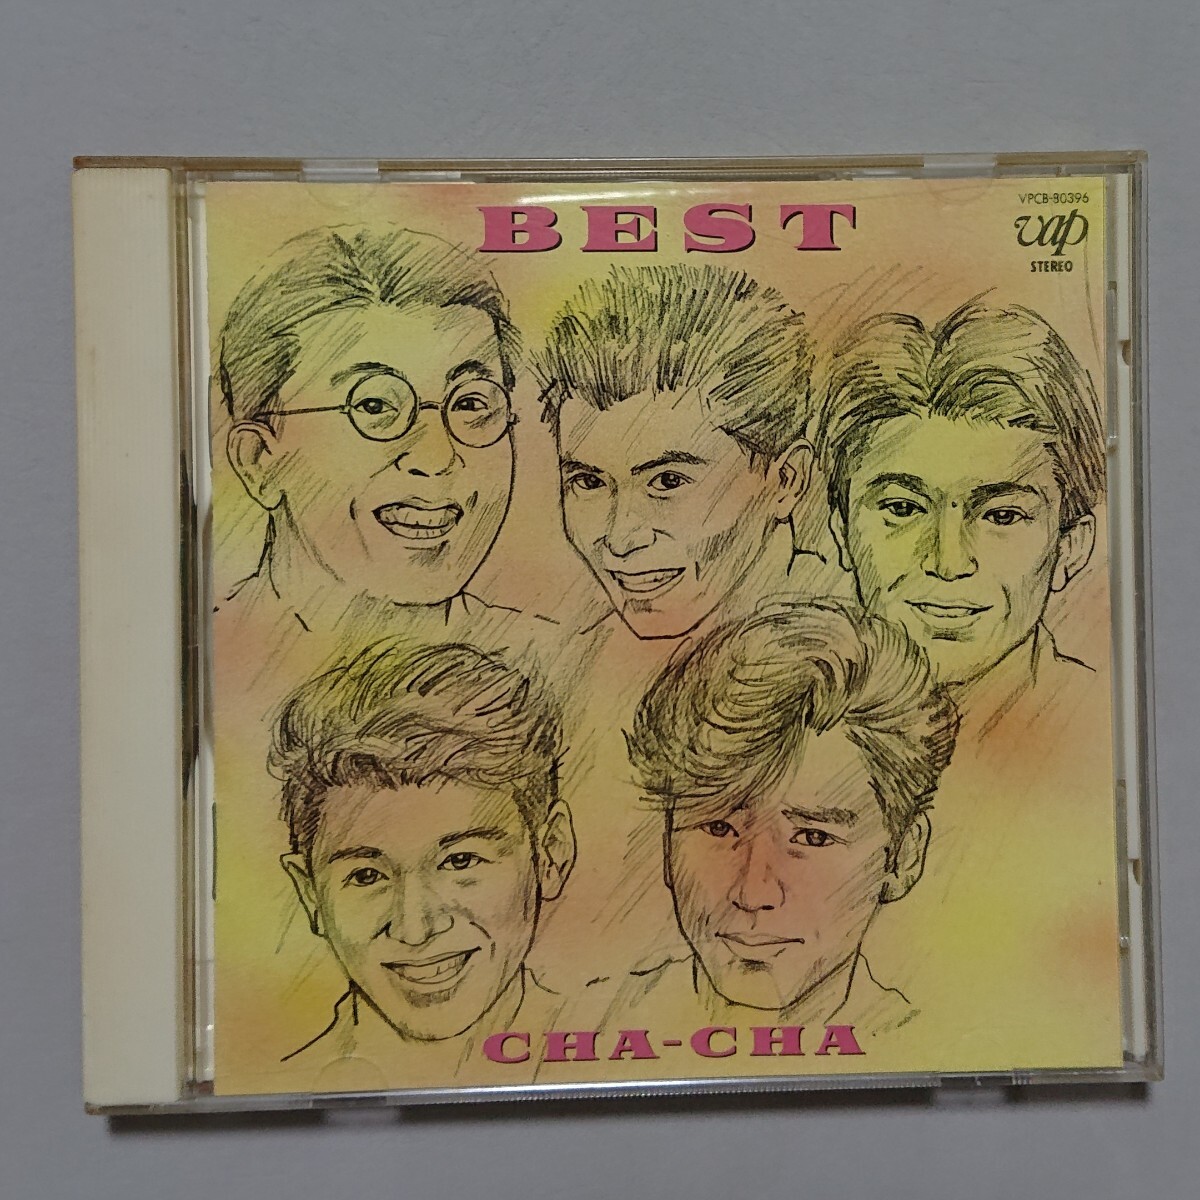 BEST
VPCB-80396
vap
STEREO
CHA-CHA